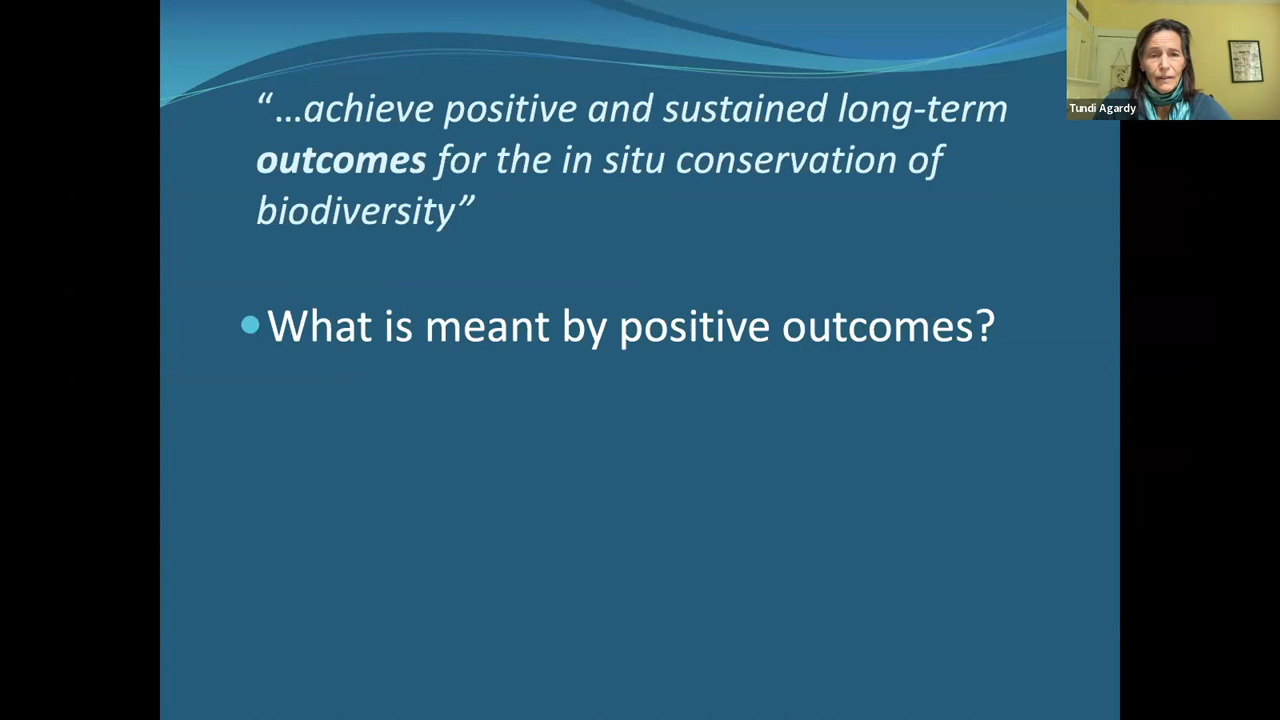 “…achieve positive and sustained long-term
outcomes for the in situ conservation of
biodiversity”
• What is meant by positive outcomes?
Tundi Agardy